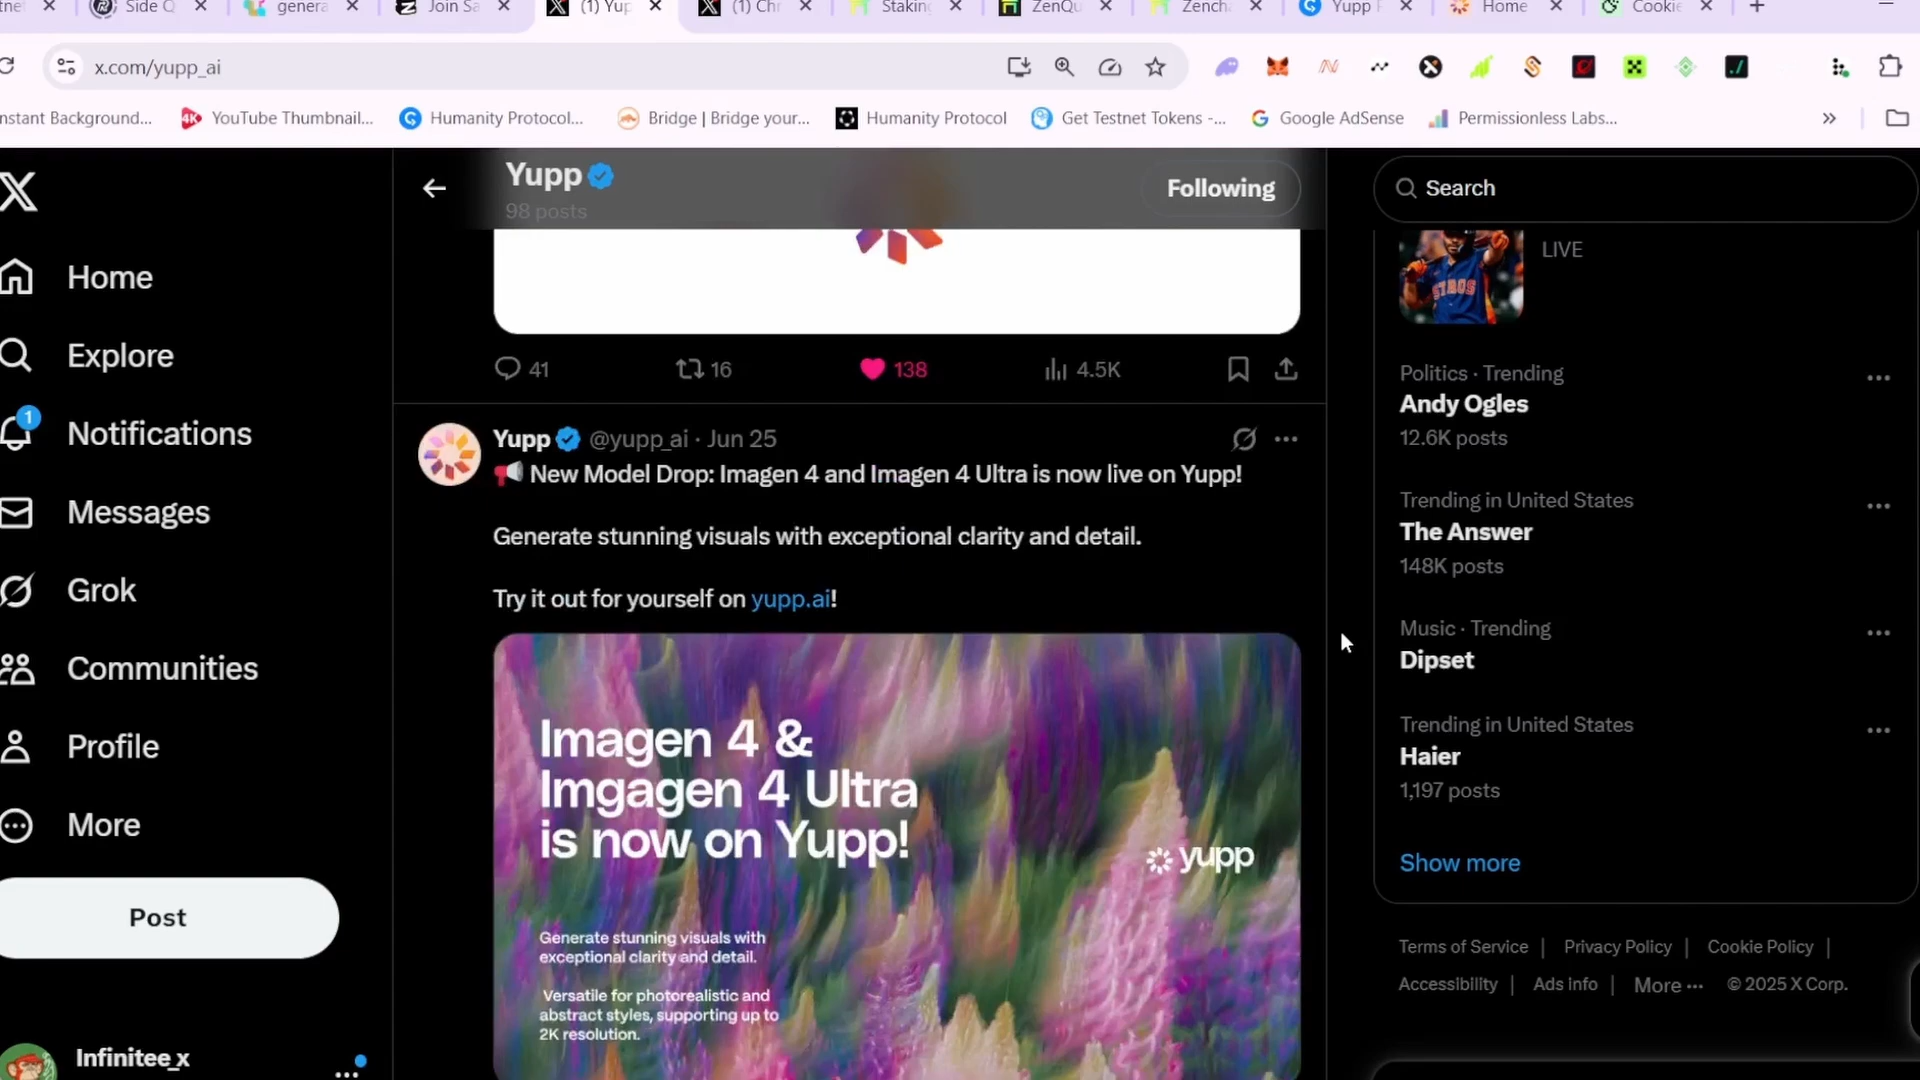 Side Q
genera
Join Sa
(1) Yup
(1) Chr
Staking
ZenQu
Zencha
Yupp F
Home
Cookie
x.com/yupp_ai
nstant Background...
YouTube Thumbnail...
Humanity Protocol...
Bridge | Bridge your...
Humanity Protocol
Get Testnet Tokens -...
Google AdSense
Permissionless Labs...
»
Home
Explore
1
Notifications
Messages
Grok
Communities
Profile
More
Post
Infinitee_x
Yupp
98 posts
Following
41
16
138
4.5K
Yupp @yupp_ai · Jun 25
New Model Drop: Imagen 4 and Imagen 4 Ultra is now live on Yupp!
Generate stunning visuals with exceptional clarity and detail.
Try it out for yourself on yupp.ai!
Imagen 4 &
Imgagen 4 Ultra
is now on Yupp!
yupp
Generate stunning visuals with
exceptional clarity and detail.
Versatile for photorealistic and
abstract styles, supporting up to
2K resolution.
Search
LIVE
Politics · Trending
Andy Ogles
12.6K posts
Trending in United States
The Answer
148K posts
Music · Trending
Dipset
Trending in United States
Haier
1,197 posts
Show more
Terms of Service | Privacy Policy | Cookie Policy |
Accessibility | Ads info | More ··· © 2025 X Corp.